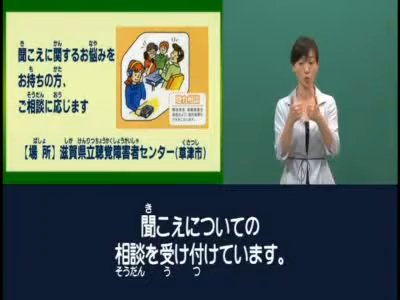 聞こえに関するお悩みを
お持ちの方、
ご相談に応じます
【場 所】滋賀県立聴覚障害者センター(草津市)
聞こえについての
相談を受け付けています。